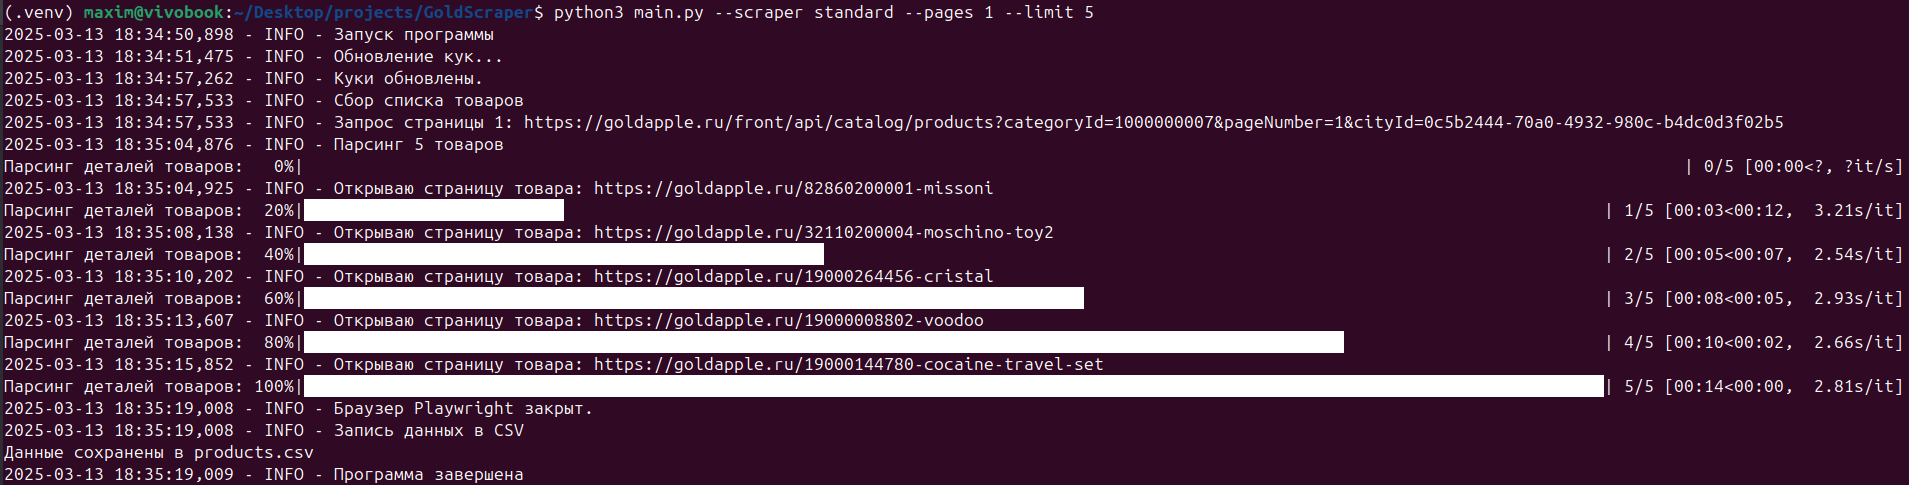 (.venv) maxim@vivobook:~/Desktop/projects/GoldScraper$ python3 main.py --scraper standard --pages 1 --limit 5
2025-03-13 18:34:50,898 - INFO - Запуск программы
2025-03-13 18:34:51,475 - INFO - Обновление кук...
2025-03-13 18:34:57,262 - INFO - Куки обновлены.
2025-03-13 18:34:57,533 - INFO - Сбор списка товаров
2025-03-13 18:34:57,533 - INFO - Запрос страницы 1: https://goldapple.ru/front/api/catalog/products?categoryId=1000000007&pageNumber=1&cityId=0c5b2444-70a0-4932-980c-b4dc0d3f02b5
2025-03-13 18:35:04,876 - INFO - Парсинг 5 товаров
Парсинг деталей товаров:   0%| | 0/5 [00:00<?, ?it/s]
2025-03-13 18:35:04,925 - INFO - Открываю страницу товара: https://goldapple.ru/82860200001-missoni
Парсинг деталей товаров:  20%| | 1/5 [00:03<00:12,  3.21s/it]
2025-03-13 18:35:08,138 - INFO - Открываю страницу товара: https://goldapple.ru/32110200004-moschino-toy2
Парсинг деталей товаров:  40%| | 2/5 [00:05<00:07,  2.54s/it]
2025-03-13 18:35:10,202 - INFO - Открываю страницу товара: https://goldapple.ru/19000264456-cristal
Парсинг деталей товаров:  60%| | 3/5 [00:08<00:05,  2.93s/it]
2025-03-13 18:35:13,607 - INFO - Открываю страницу товара: https://goldapple.ru/19000008802-voodoo
Парсинг деталей товаров:  80%| | 4/5 [00:10<00:02,  2.66s/it]
2025-03-13 18:35:15,852 - INFO - Открываю страницу товара: https://goldapple.ru/19000144780-cocaine-travel-set
Парсинг деталей товаров: 100%| | 5/5 [00:14<00:00,  2.81s/it]
2025-03-13 18:35:19,008 - INFO - Браузер Playwright закрыт.
2025-03-13 18:35:19,008 - INFO - Запись данных в CSV
Данные сохранены в products.csv
2025-03-13 18:35:19,009 - INFO - Программа завершена